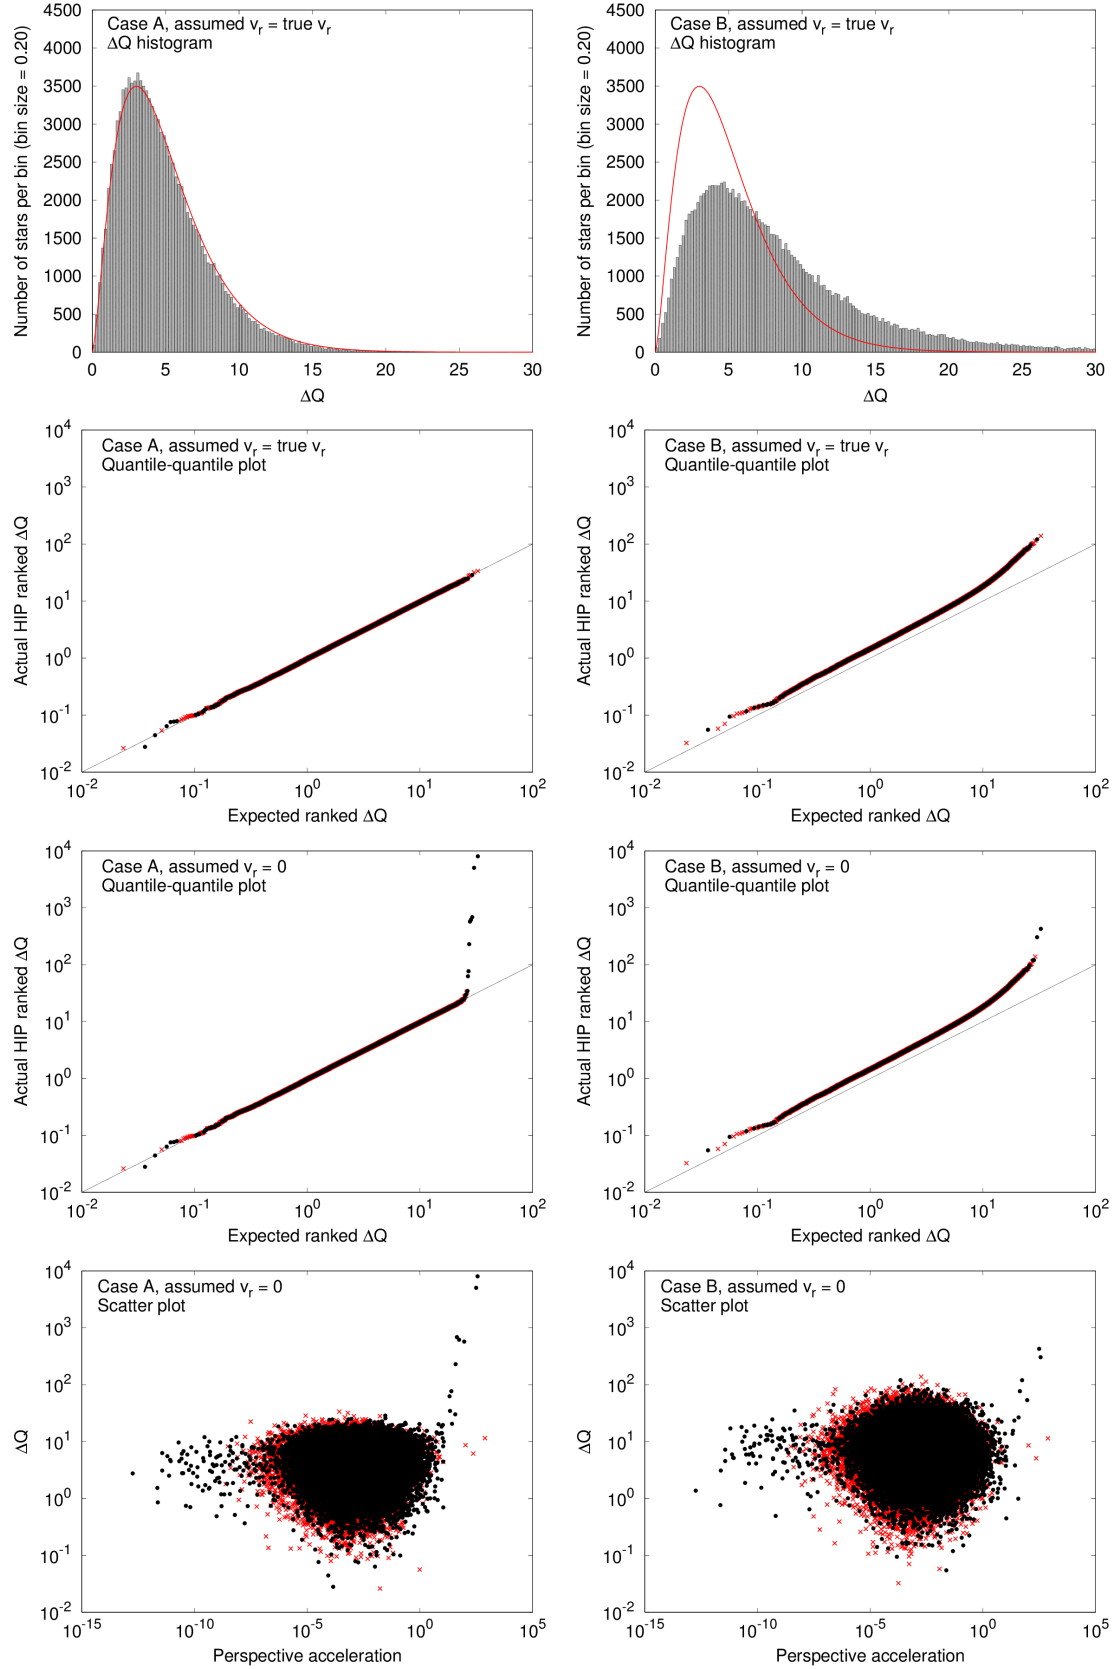 Case A, assumed vr = true vr
ΔQ histogram
Number of stars per bin (bin size = 0.20)
4500
4000
3500
3000
2500
2000
1500
1000
500
0
0 5 10 15 20 25 30
ΔQ
Case B, assumed vr = true vr
ΔQ histogram
Number of stars per bin (bin size = 0.20)
4500
4000
3500
3000
2500
2000
1500
1000
500
0
0 5 10 15 20 25 30
ΔQ
Case A, assumed vr = true vr
Quantile-quantile plot
Actual HIP ranked ΔQ
10^4
10^3
10^2
10^1
10^0
10^-1
10^-2
10^-2 10^-1 10^0 10^1 10^2
Expected ranked ΔQ
Case B, assumed vr = true vr
Quantile-quantile plot
Actual HIP ranked ΔQ
10^4
10^3
10^2
10^1
10^0
10^-1
10^-2
10^-2 10^-1 10^0 10^1 10^2
Expected ranked ΔQ
Case A, assumed vr = 0
Quantile-quantile plot
Actual HIP ranked ΔQ
10^4
10^3
10^2
10^1
10^0
10^-1
10^-2
10^-2 10^-1 10^0 10^1 10^2
Expected ranked ΔQ
Case B, assumed vr = 0
Quantile-quantile plot
Actual HIP ranked ΔQ
10^4
10^3
10^2
10^1
10^0
10^-1
10^-2
10^-2 10^-1 10^0 10^1 10^2
Expected ranked ΔQ
Case A, assumed vr = 0
Scatter plot
ΔQ
10^4
10^3
10^2
10^1
10^0
10^-1
10^-2
10^-15 10^-10 10^-5 10^0 10^5
Perspective acceleration
Case B, assumed vr = 0
Scatter plot
ΔQ
10^4
10^3
10^2
10^1
10^0
10^-1
10^-2
10^-15 10^-10 10^-5 10^0 10^5
Perspective acceleration